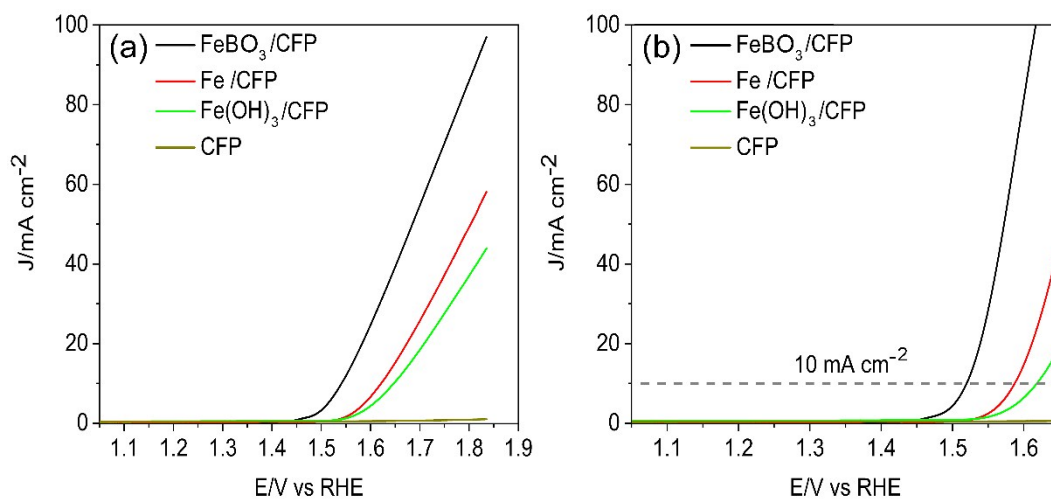 (a)
FeBO3/CFP
Fe /CFP
Fe(OH)3/CFP
CFP
100
80
60
40
20
0
J/mA cm-2
1.1 1.2 1.3 1.4 1.5 1.6 1.7 1.8 1.9
E/V vs RHE
(b)
FeBO3/CFP
Fe /CFP
Fe(OH)3/CFP
CFP
10 mA cm-2
100
80
60
40
20
0
J/mA cm-2
1.1 1.2 1.3 1.4 1.5 1.6
E/V vs RHE